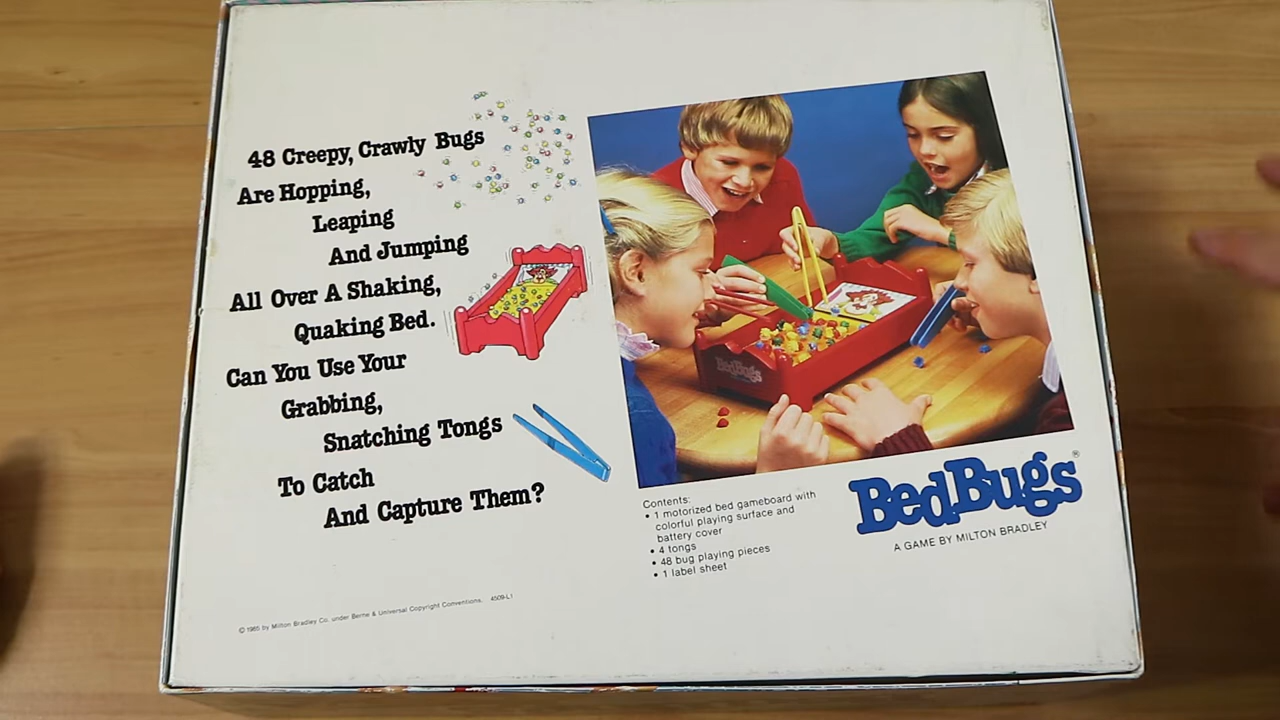 48 Creepy, Crawly Bugs
Are Hopping,
Leaping
And Jumping
All Over A Shaking,
Quaking Bed.
Can You Use Your
Grabbing,
Snatching Tongs
To Catch
And Capture Them?
BedBugs
Contents:
• 1 motorized bed gameboard with
colorful playing surface and
battery cover
• 4 tongs
• 48 bug playing pieces
• 1 label sheet
BedBugs®
A GAME BY MILTON BRADLEY
© 1985 by Milton Bradley Co. under Berne & Universal Copyright Conventions. 4509-L1